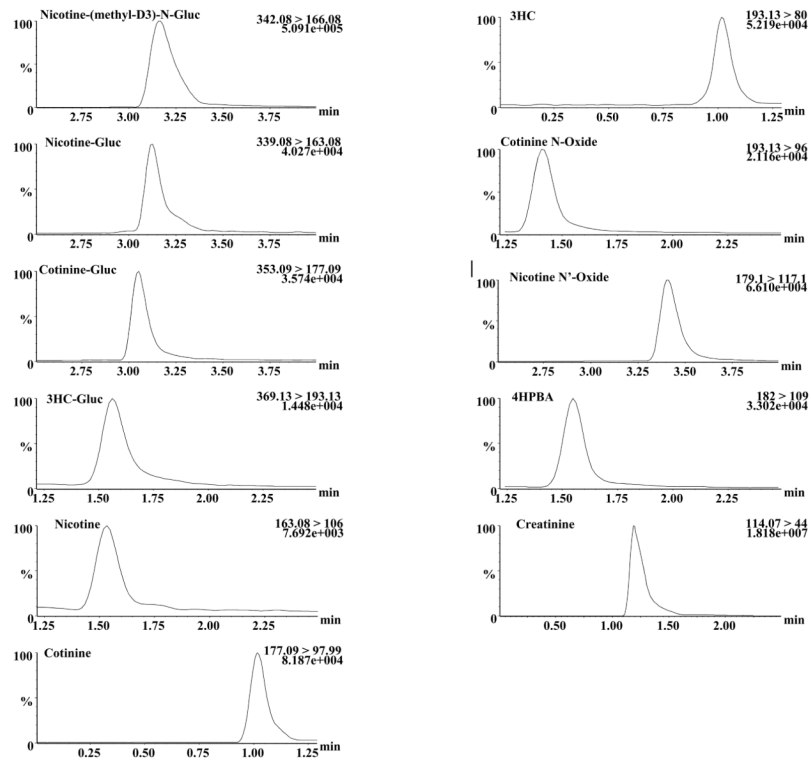 Nicotine-(methyl-D3)-N-Gluc
342.08 > 166.08
5.091e+005
100
%
0
2.75 3.00 3.25 3.50 3.75 min
Nicotine-Gluc
339.08 > 163.08
4.027e+004
100
%
0
2.75 3.00 3.25 3.50 3.75 min
Cotinine-Gluc
353.09 > 177.09
3.574e+004
100
%
0
2.75 3.00 3.25 3.50 3.75 min
3HC-Gluc
369.13 > 193.13
1.448e+004
100
%
0
1.25 1.50 1.75 2.00 2.25 min
Nicotine
163.08 > 106
7.692e+003
100
%
0
1.25 1.50 1.75 2.00 2.25 min
Cotinine
177.09 > 97.99
8.187e+004
100
%
0
0.25 0.50 0.75 1.00 1.25 min
3HC
193.13 > 80
5.219e+004
100
%
0
0.25 0.50 0.75 1.00 1.25 min
Cotinine N-Oxide
193.13 > 96
2.116e+004
100
%
0
1.25 1.50 1.75 2.00 2.25 min
Nicotine N’-Oxide
179.1 > 117.1
6.610e+004
100
%
0
2.75 3.00 3.25 3.50 3.75 min
4HPBA
182 > 109
3.302e+004
100
%
0
1.25 1.50 1.75 2.00 2.25 min
Creatinine
114.07 > 44
1.818e+007
100
%
0
0.50 1.00 1.50 2.00 min